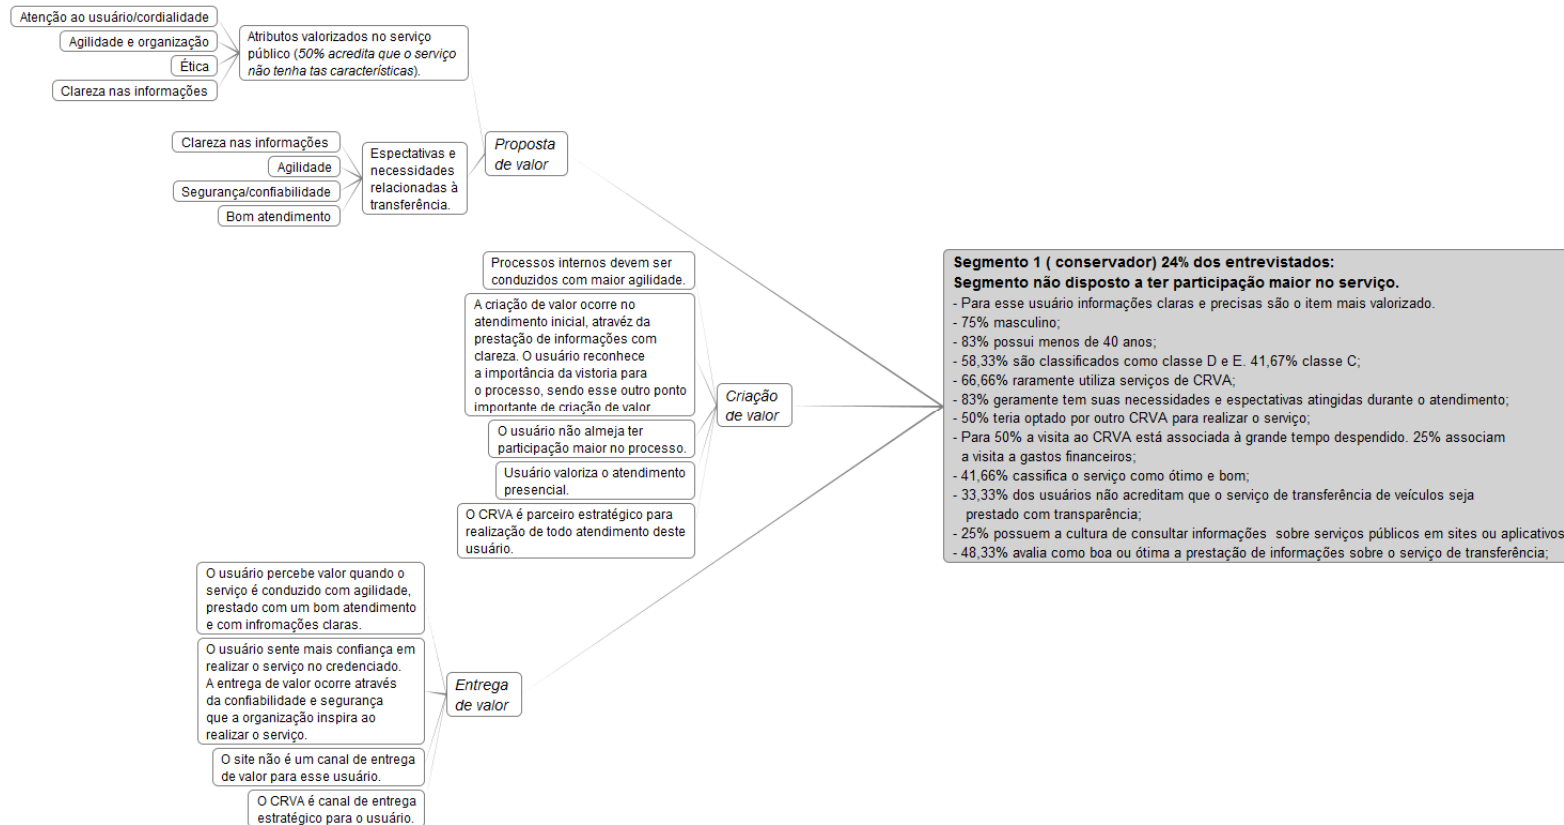 Atenção ao usuário/cordialidade
Agilidade e organização
Ética
Clareza nas informações
Atributos valorizados no serviço
público (50% acredita que o serviço
não tenha tas características).
Clareza nas informações
Agilidade
Segurança/confiabilidade
Bom atendimento
Espectativas e
necessidades
relacionadas à
transferência.
Proposta
de valor
Processos internos devem ser
conduzidos com maior agilidade.
A criação de valor ocorre no
atendimento inicial, atravéz da
prestação de informações com
clareza. O usuário reconhece
a importância da vistoria para
o processo, sendo esse outro ponto
importante de criação de valor
O usuário não almeja ter
participação maior no processo.
Usuário valoriza o atendimento
presencial.
O CRVA é parceiro estratégico para
realização de todo atendimento deste
usuário.
Criação
de valor
O usuário percebe valor quando o
serviço é conduzido com agilidade,
prestado com um bom atendimento
e com infromações claras.
O usuário sente mais confiança em
realizar o serviço no credenciado.
A entrega de valor ocorre através
da confiabilidade e segurança
que a organização inspira ao
realizar o serviço.
O site não é um canal de entrega
de valor para esse usuário.
O CRVA é canal de entrega
estratégico para o usuário.
Entrega
de valor
Segmento 1 ( conservador) 24% dos entrevistados:
Segmento não disposto a ter participação maior no serviço.
- Para esse usuário informações claras e precisas são o item mais valorizado.
- 75% masculino;
- 83% possui menos de 40 anos;
- 58,33% são classificados como classe D e E. 41,67% classe C;
- 66,66% raramente utiliza serviços de CRVA;
- 83% geramente tem suas necessidades e espectativas atingidas durante o atendimento;
- 50% teria optado por outro CRVA para realizar o serviço;
- Para 50% a visita ao CRVA está associada à grande tempo despendido. 25% associam
a visita a gastos financeiros;
- 41,66% cassifica o serviço como ótimo e bom;
- 33,33% dos usuários não acreditam que o serviço de transferência de veículos seja
prestado com transparência;
- 25% possuem a cultura de consultar informações sobre serviços públicos em sites ou aplicativos
- 48,33% avalia como boa ou ótima a prestação de informações sobre o serviço de transferência;